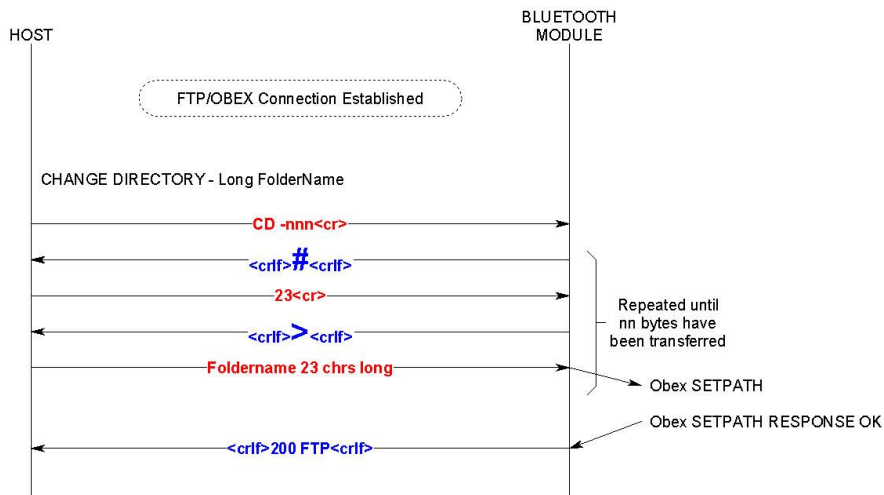 HOST
BLUETOOTH
MODULE
FTP/OBEX Connection Established
CHANGE DIRECTORY - Long FolderName
CD -nnn<cr>
<crlf>#<crlf>
23<cr>
<crlf>><crlf>
Repeated until
nn bytes have
been transferred
Foldername 23 chrs long
Obex SETPATH
Obex SETPATH RESPONSE OK
<crlf>200 FTP<crlf>